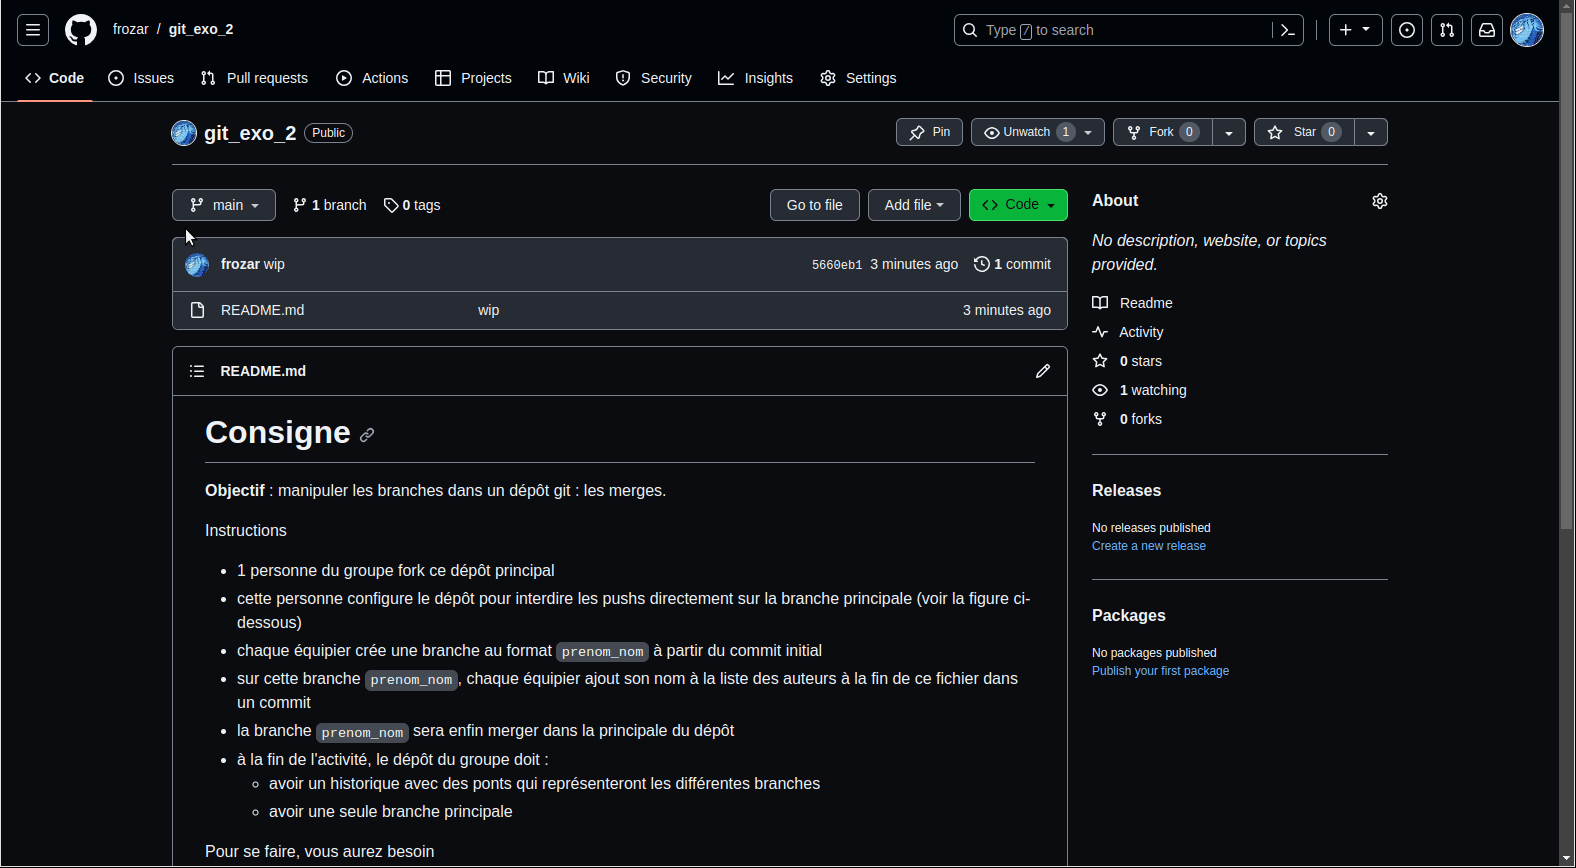 frozar / git_exo_2
Type / to search
Code Issues Pull requests Actions Projects Wiki Security Insights Settings
git_exo_2 Public
Pin Unwatch 1 Fork 0 Star 0
main 1 branch 0 tags
Go to file Add file Code
frozar wip 5660eb1 3 minutes ago 1 commit
README.md wip 3 minutes ago
README.md
Consigne
Objectif : manipuler les branches dans un dépôt git : les merges.
Instructions
1 personne du groupe fork ce dépôt principal
cette personne configure le dépôt pour interdire les pushs directement sur la branche principale (voir la figure ci-
dessous)
chaque équipier crée une branche au format prenom_nom à partir du commit initial
sur cette branche prenom_nom, chaque équipier ajout son nom à la liste des auteurs à la fin de ce fichier dans
un commit
la branche prenom_nom sera enfin merger dans la principale du dépôt
à la fin de l'activité, le dépôt du groupe doit :
avoir un historique avec des ponts qui représenteront les différentes branches
avoir une seule branche principale
Pour se faire, vous aurez besoin
About
No description, website, or topics
provided.
Readme
Activity
0 stars
1 watching
0 forks
Releases
No releases published
Create a new release
Packages
No packages published
Publish your first package